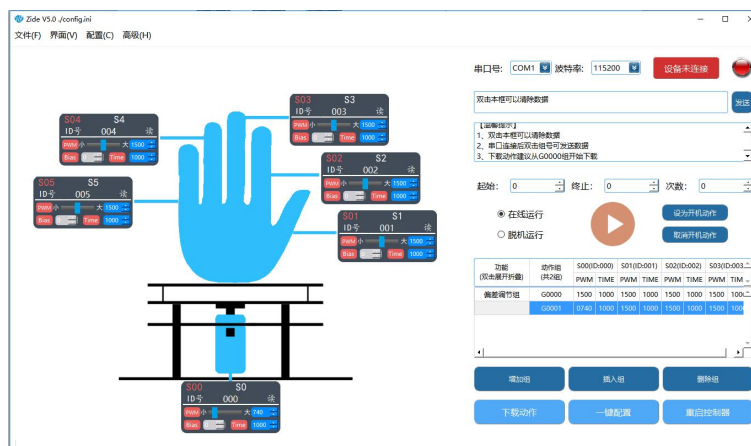 Zide V5.0 ./config.ini
文件(F) 界面(V) 配置(C) 高级(H)
串口号: COM1 波特率: 115200 设备未连接
双击本框可以清除数据
发送
【温馨提示】
1、双击本框可以清除数据
2、串口连接后双击组号可发送数据
3、下载动作建议从G0000组开始下载
起始: 0 终止: 0 次数: 0
在线运行
脱机运行
设为开机动作
取消开机动作
功能 动作组 S00(ID:000) S01(ID:001) S02(ID:002) S03(ID:003
(双击展开折叠) (共2组) PWM TIME PWM TIME PWM TIME PWM TIM
偏差调节组 G0000 1500 1000 1500 1000 1500 1000 1500 100
G0001 0740 1000 1500 1000 1500 1000 1500 100
增加组 插入组 删除组
下载动作 一键配置 重启控制器
S03 S3
ID号 003 读
PWM 小 大 1500
Bias 0 Time 1000
S04 S4
ID号 004 读
PWM 小 大 1500
Bias 0 Time 1000
S02 S2
ID号 002 读
PWM 小 大 1500
Bias 0 Time 1000
S05 S5
ID号 005 读
PWM 小 大 1500
Bias 0 Time 1000
S01 S1
ID号 001 读
PWM 小 大 1500
Bias 0 Time 1000
S00 S0
ID号 000 读
PWM 小 大 740
Bias 0 Time 1000